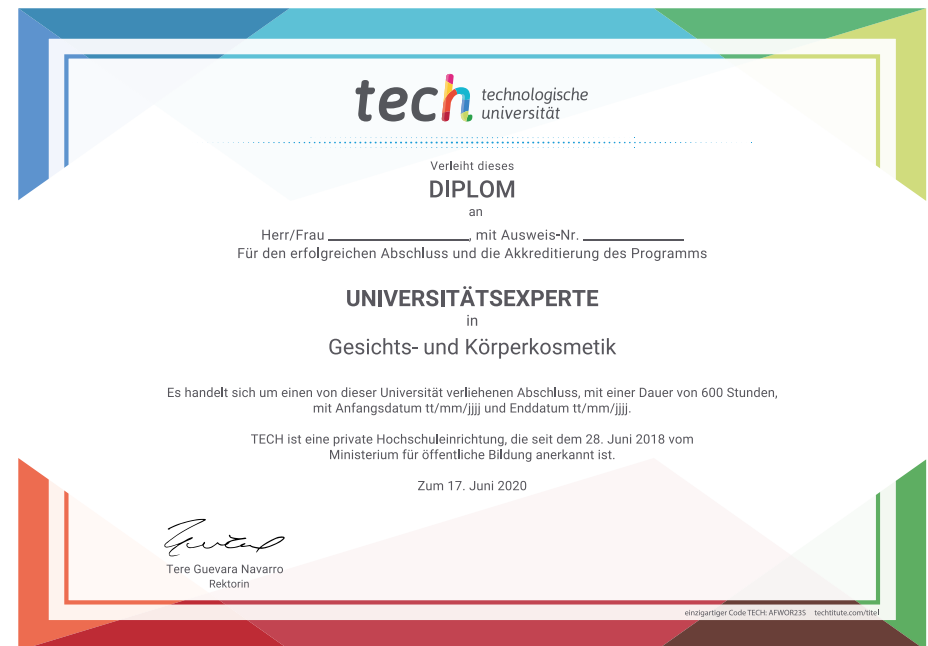 tech technologische
universität
Verleiht dieses
DIPLOM
an
Herr/Frau ____________, mit Ausweis-Nr. ____________
Für den erfolgreichen Abschluss und die Akkreditierung des Programms
UNIVERSITÄTSEXPERTE
in
Gesichts- und Körperkosmetik
Es handelt sich um einen von dieser Universität verliehenen Abschluss, mit einer Dauer von 600 Stunden,
mit Anfangsdatum tt/mm/jjjj und Enddatum tt/mm/jjjj.
TECH ist eine private Hochschuleinrichtung, die seit dem 28. Juni 2018 vom
Ministerium für öffentliche Bildung anerkannt ist.
Zum 17. Juni 2020
Tere Guevara Navarro
Rektorin
einzigartiger Code TECH: AFWOR23S techtitute.com/titel